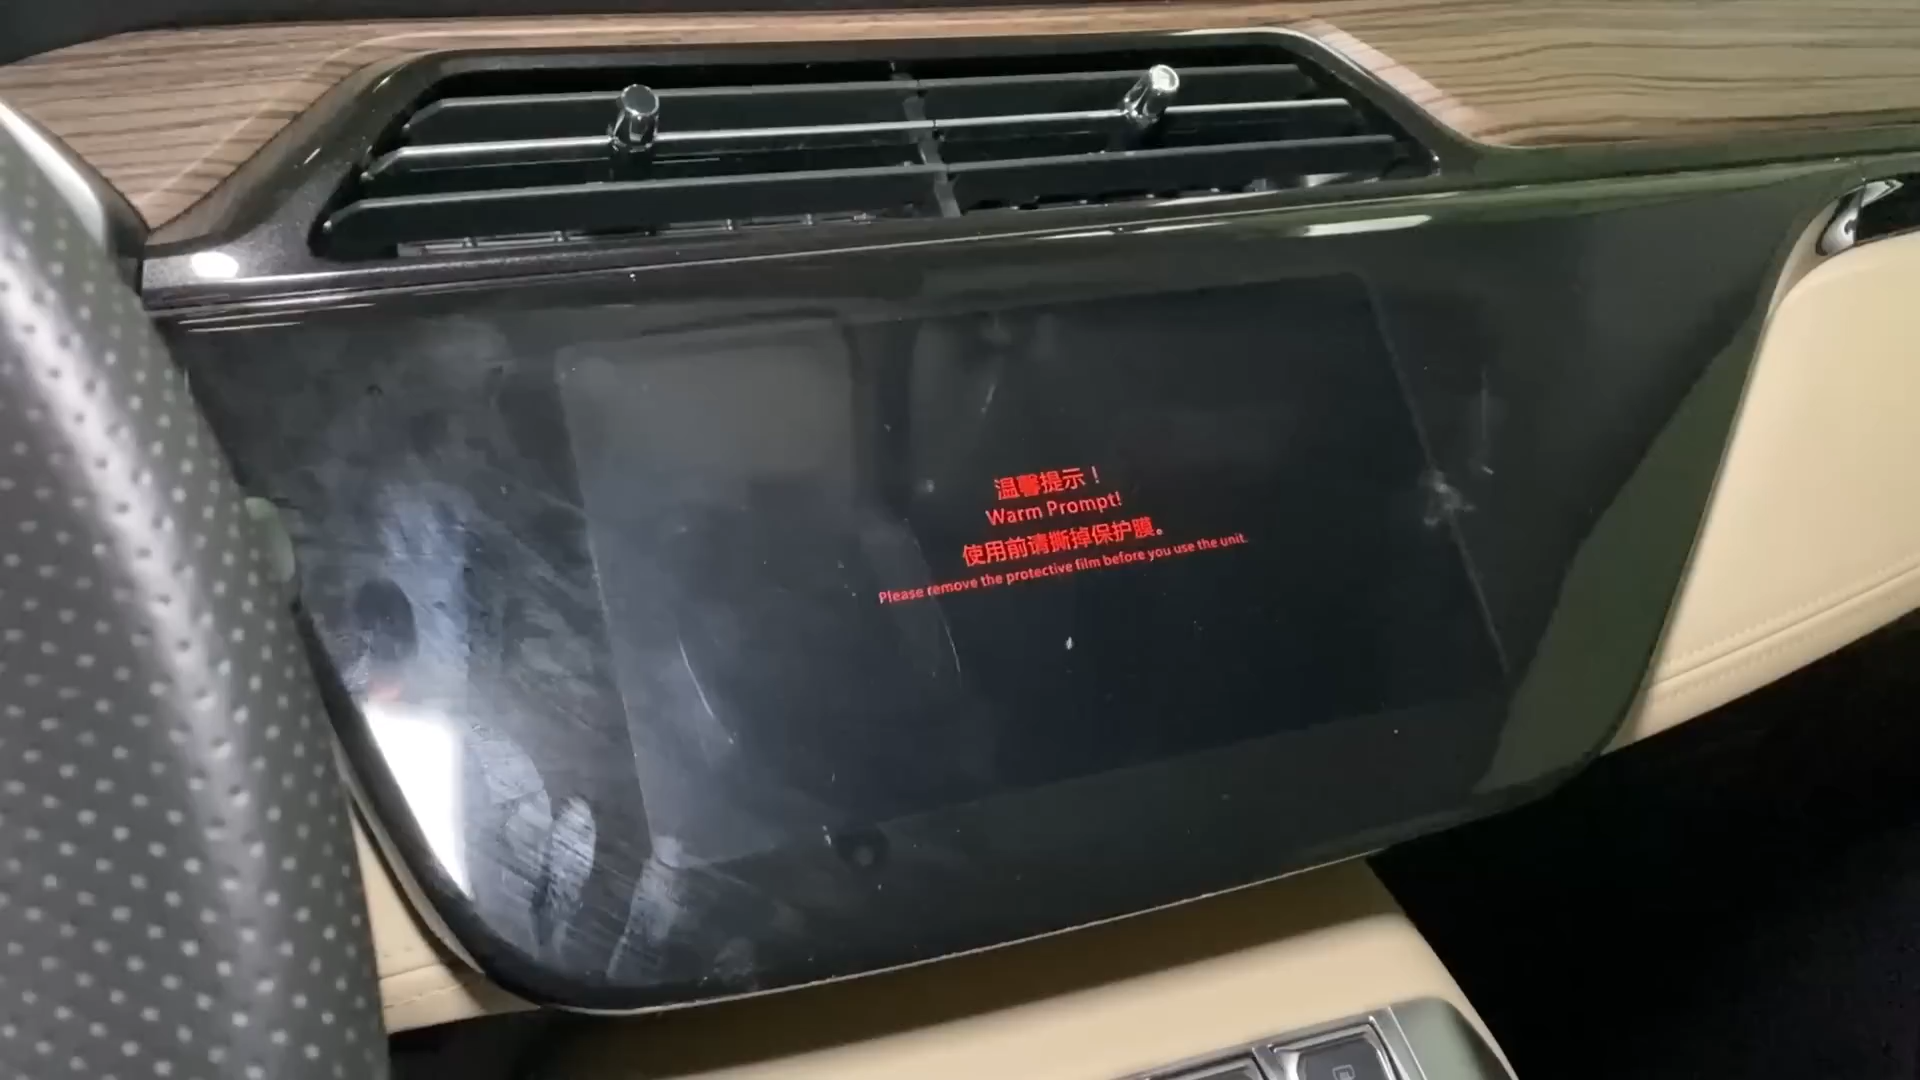 温馨提示！
Warm Prompt!
使用前请撕掉保护膜。
Please remove the protective film before you use the unit.